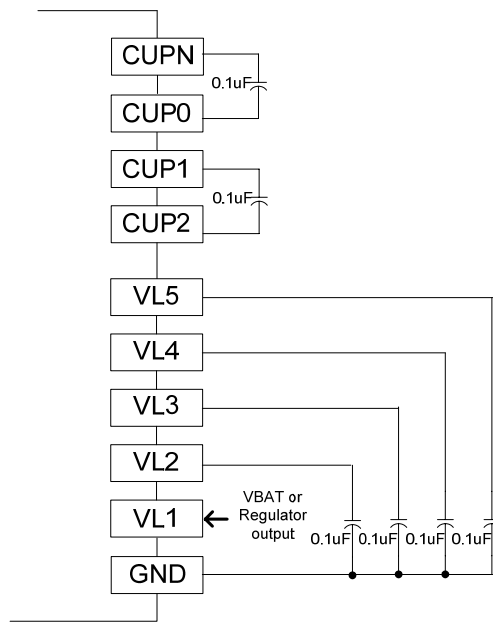 CUPN
0.1uF
CUP0
CUP1
0.1uF
CUP2
VL5
VL4
VL3
VL2
VL1
VBAT or
Regulator
output
0.1uF 0.1uF 0.1uF 0.1uF
GND